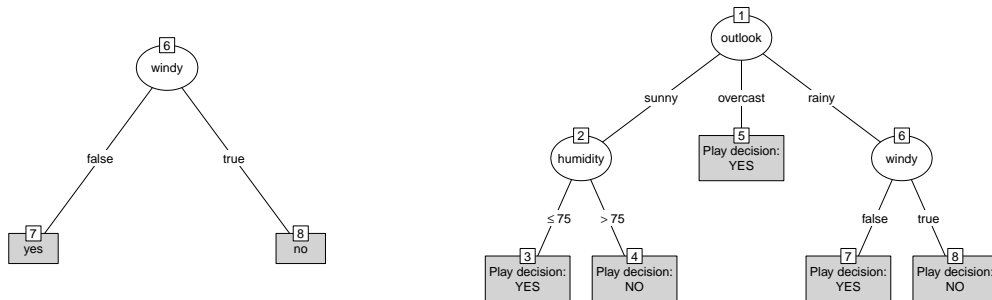 6
windy
false
true
7
yes
8
no
1
outlook
sunny
overcast
rainy
2
humidity
5
Play decision:
YES
6
windy
≤ 75
> 75
false
true
3
Play decision:
YES
4
Play decision:
NO
7
Play decision:
YES
8
Play decision:
NO